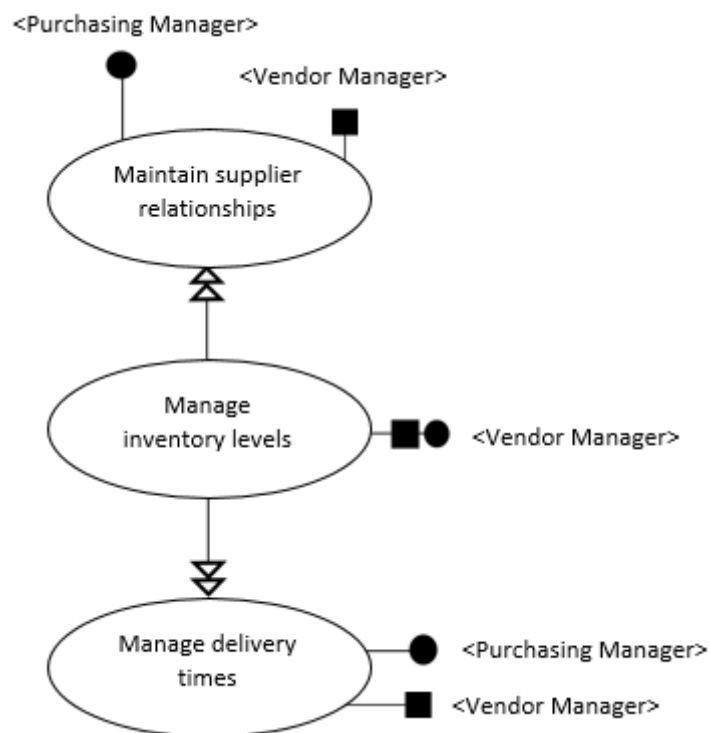 <Purchasing Manager>
<Vendor Manager>
Maintain supplier
relationships
Manage
inventory levels
<Vendor Manager>
Manage delivery
times
<Purchasing Manager>
<Vendor Manager>